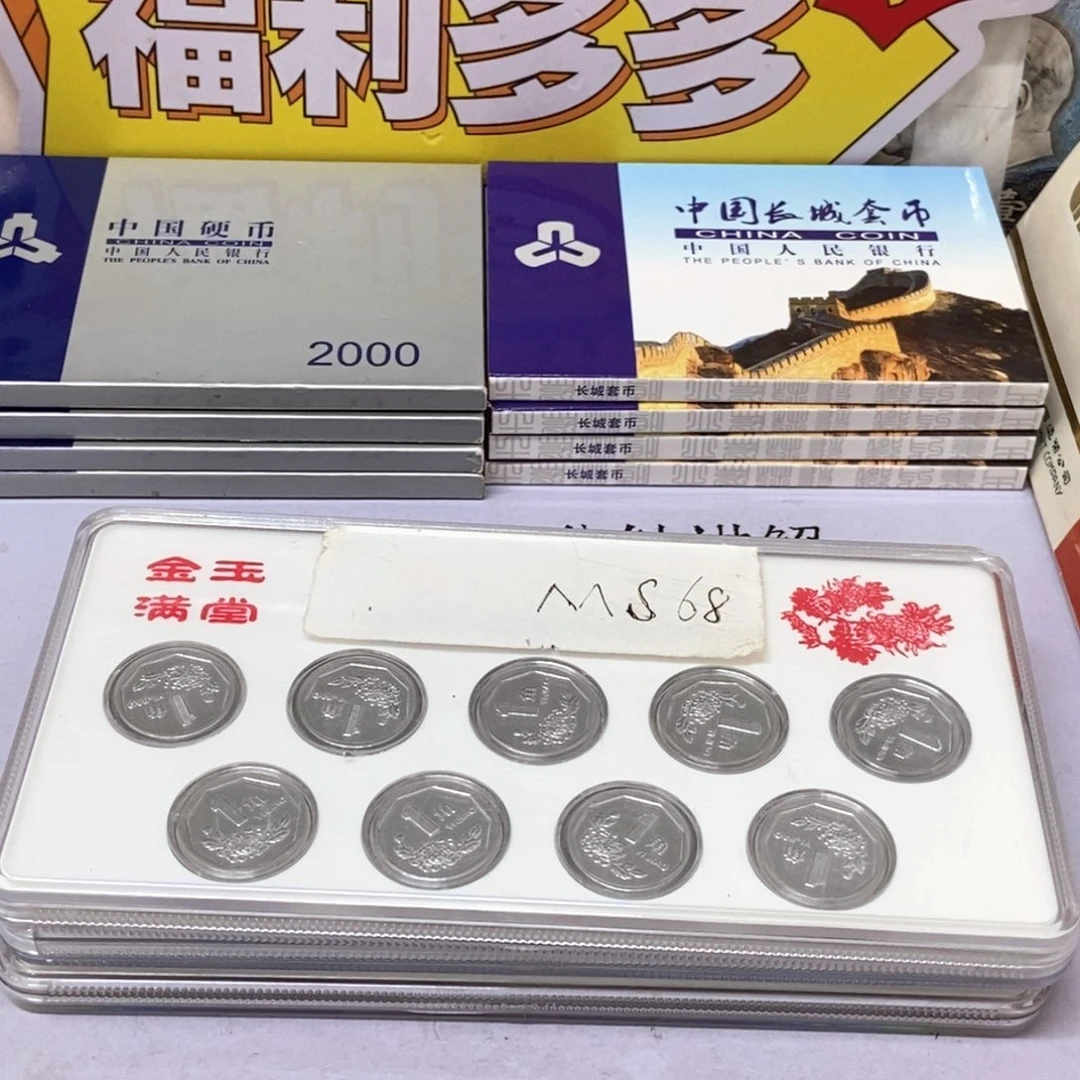 福利多多
中国硬币
CHINA COIN
中国人民银行
THE PEOPLE'S BANK OF CHINA
2000
中国长城套币
CHINA COIN
中国人民银行
THE PEOPLE'S BANK OF CHINA
长城套币
长城套币
长城套币
长城套币
COMPANY
金玉
满堂
MS68
1角